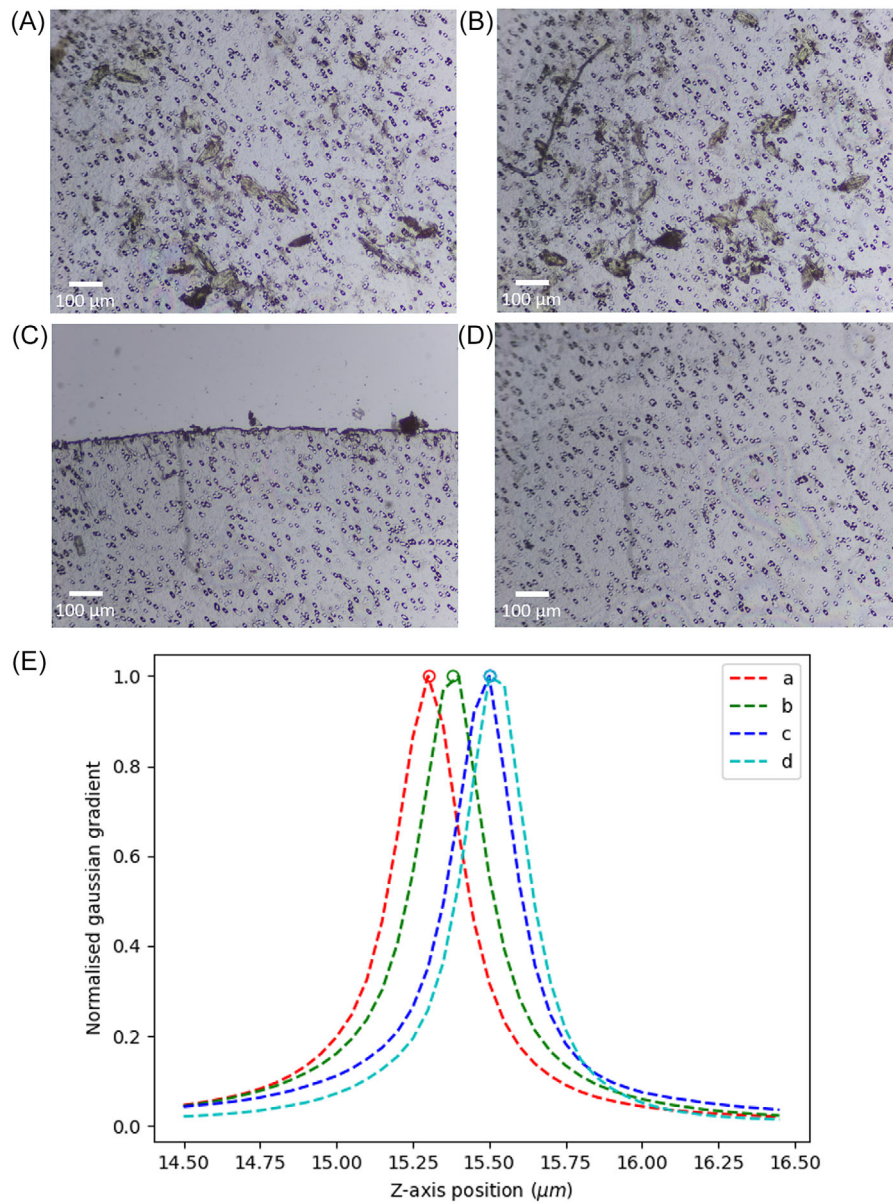 (A)
(B)
100 μm
100 μm
(C)
(D)
100 μm
100 μm
(E)
Normalised gaussian gradient
1.0
0.8
0.6
0.4
0.2
0.0
a
b
c
d
14.50 14.75 15.00 15.25 15.50 15.75 16.00 16.25 16.50
Z-axis position (μm)